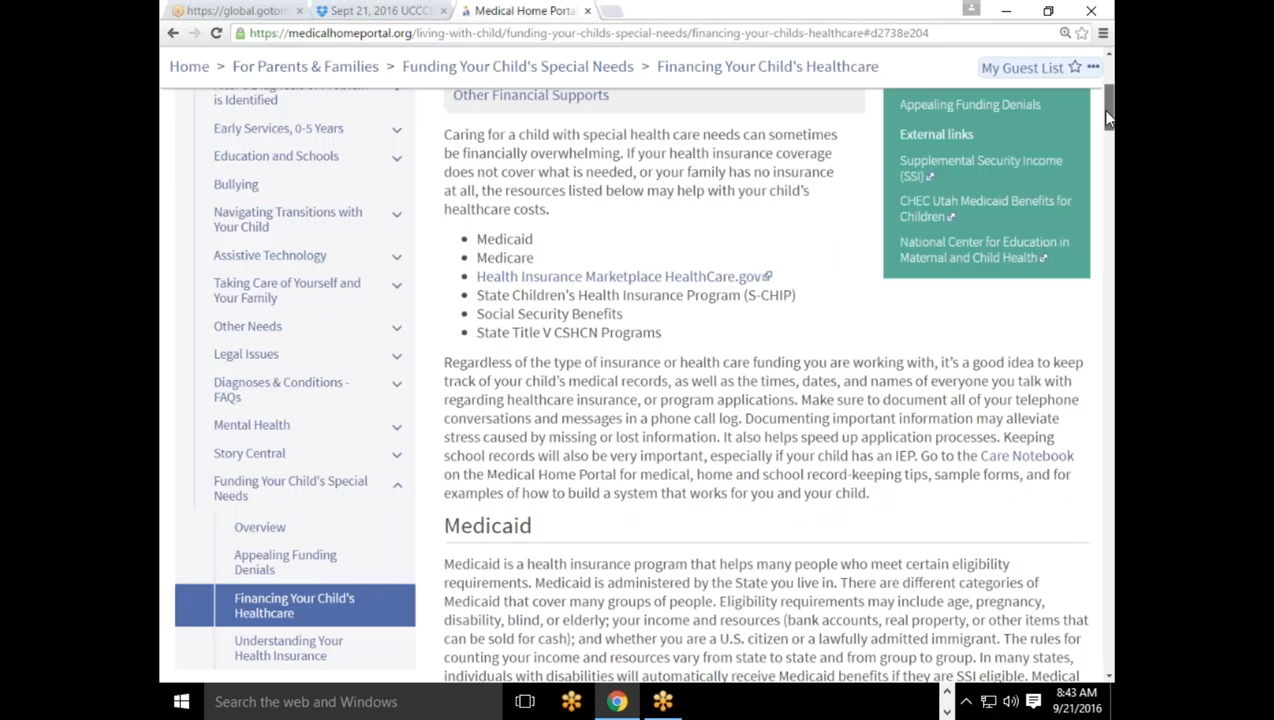 https://global.gotom
Sept 21, 2016 UCCC
Medical Home Porta
https://medicalhomeportal.org/living-with-child/funding-your-childs-special-needs/financing-your-childs-healthcare#d2738e204
Home > For Parents & Families > Funding Your Child's Special Needs > Financing Your Child's Healthcare
My Guest List
is Identified
Early Services, 0-5 Years
Education and Schools
Bullying
Navigating Transitions with
Your Child
Assistive Technology
Taking Care of Yourself and
Your Family
Other Needs
Legal Issues
Diagnoses & Conditions -
FAQs
Mental Health
Story Central
Funding Your Child's Special
Needs
Overview
Appealing Funding
Denials
Financing Your Child's
Healthcare
Understanding Your
Health Insurance
Other Financial Supports
Caring for a child with special health care needs can sometimes
be financially overwhelming. If your health insurance coverage
does not cover what is needed, or your family has no insurance
at all, the resources listed below may help with your child's
healthcare costs.
• Medicaid
• Medicare
• Health Insurance Marketplace HealthCare.gov
• State Children's Health Insurance Program (S-CHIP)
• Social Security Benefits
• State Title V CSHCN Programs
Regardless of the type of insurance or health care funding you are working with, it's a good idea to keep
track of your child's medical records, as well as the times, dates, and names of everyone you talk with
regarding healthcare insurance, or program applications. Make sure to document all of your telephone
conversations and messages in a phone call log. Documenting important information may alleviate
stress caused by missing or lost information. It also helps speed up application processes. Keeping
school records will also be very important, especially if your child has an IEP. Go to the Care Notebook
on the Medical Home Portal for medical, home and school record-keeping tips, sample forms, and for
examples of how to build a system that works for you and your child.
Medicaid
Medicaid is a health insurance program that helps many people who meet certain eligibility
requirements. Medicaid is administered by the State you live in. There are different categories of
Medicaid that cover many groups of people. Eligibility requirements may include age, pregnancy,
disability, blind, or elderly; your income and resources (bank accounts, real property, or other items that
can be sold for cash); and whether you are a U.S. citizen or a lawfully admitted immigrant. The rules for
counting your income and resources vary from state to state and from group to group. In many states,
individuals with disabilities will automatically receive Medicaid benefits if they are SSI eligible. Medical
Appealing Funding Denials
External links
Supplemental Security Income
(SSI)
CHEC Utah Medicaid Benefits for
Children
National Center for Education in
Maternal and Child Health
Search the web and Windows
8:43 AM
9/21/2016